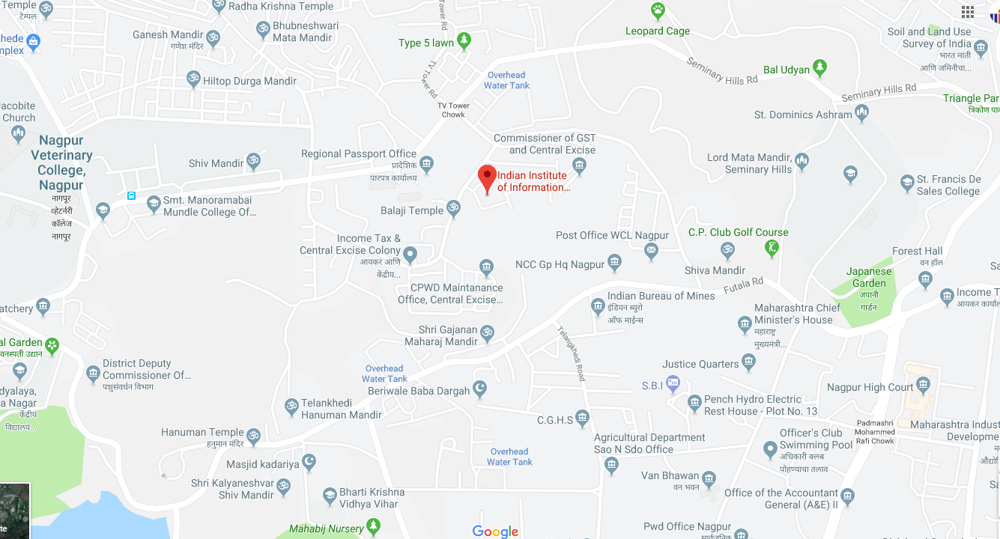 Temple
टेम्पल
Radha Krishna Temple
Tower Rd
Leopard Cage
Ganesh Mandir
गणेश मंदिर
Bhubneshwari
Mata Mandir
Type 5 lawn
Soil and Land Use
Survey of India
भारत माती
आणि जमिनीचा...
Hiltop Durga Mandir
TV Tower Rd
Overhead
Water Tank
Seminary Hills Rd
Bal Udyan
Seminary Hills Rd
Triangle Par
त्रिकोण पा
Jacobite
Church
TV Tower
Chowk
St. Dominics Ashram
Nagpur
Veterinary
College,
Nagpur
नागपूर
व्हेटर्नरी
कॉलेज
नागपूर
Shiv Mandir
Regional Passport Office
प्रादेशिक
पारपत्र कार्यालय
Commissioner of GST
and Central Excise
Lord Mata Mandir,
Seminary Hills
Indian Institute
of Information...
St. Francis De
Sales College
Smt. Manoramabai
Mundle College Of...
Balaji Temple
Income Tax &
Central Excise Colony
आयकर आणि
केंद्रीय...
Post Office WCL Nagpur
C.P. Club Golf Course
NCC Gp Hq Nagpur
Shiva Mandir
Forest Hall
वन हॉल
Japanese
Garden
जपानी
गार्डन
CPWD Maintanance
Office, Central Excise...
Futala Rd
Indian Bureau of Mines
इंडियन ब्यूरो
ऑफ माईन्स
Income T
आयकर कार्या
atchery
Maharashtra Chief
Minister's House
महाराष्ट्र
मुख्यमंत्री...
Shri Gajanan
Maharaj Mandir
Telangkhedi Road
al Garden
वनस्पती उद्यान
District Deputy
Commissioner Of...
पशुसंवर्धन विभाग
Overhead
Water Tank
Justice Quarters
S.B.I
Nagpur High Court
Beriwale Baba Dargah
dyalaya,
a Nagar
केंद्रीय
विद्यालय...
Telankhedi
Hanuman Mandir
Pench Hydro Electric
Rest House - Plot No. 13
C.G.H.S
Padmashri
Mohammed
Rafi Chowk
Maharashtra Indust
Developme
औद्यो
Hanuman Temple
हनुमान मंदिर
Agricultural Department
Sao N Sdo Office
Officer's Club
Swimming Pool
अधिकारी क्लब
पोहण्याचा तलाव
Overhead
Water Tank
Masjid kadariya
Shri Kalyaneshvar
Shiv Mandir
Van Bhawan
वन भवन
Bharti Krishna
Vidhya Vihar
Office of the Accountant
General (A&E) II
Mahabij Nursery
Google
Pwd Office Nagpur